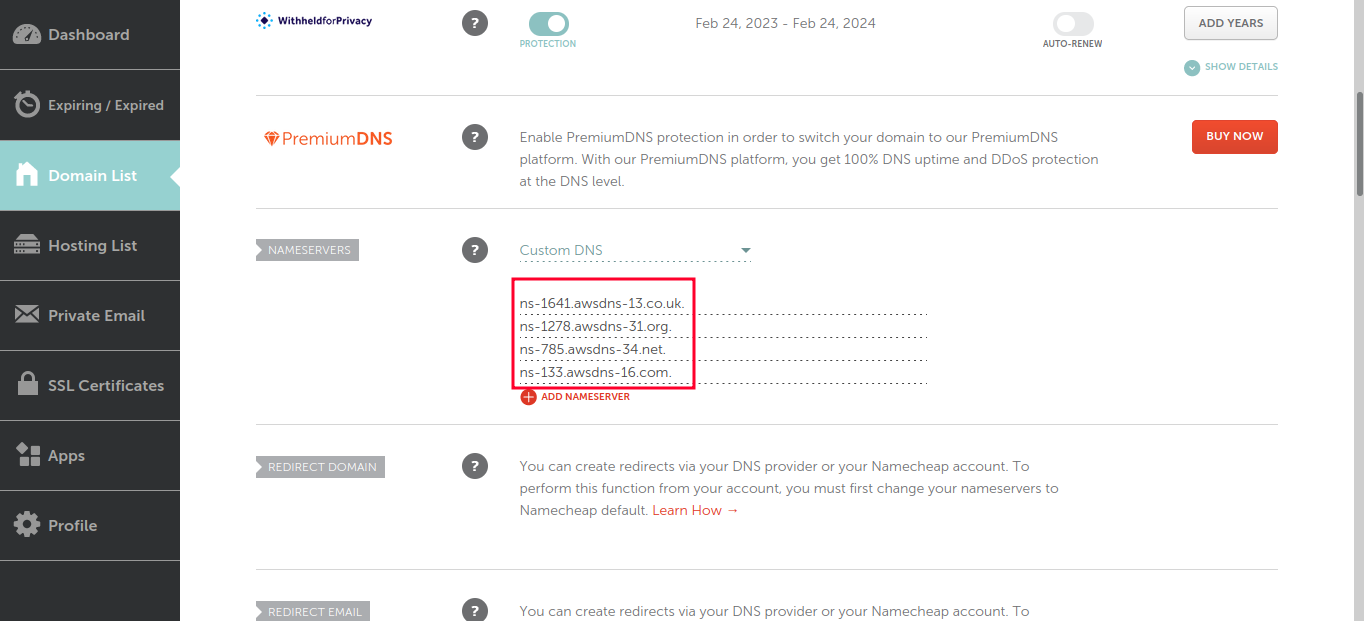 Dashboard
Expiring / Expired
Domain List
Hosting List
Private Email
SSL Certificates
Apps
Profile
WithheldforPrivacy
?
PROTECTION
Feb 24, 2023 - Feb 24, 2024
AUTO-RENEW
ADD YEARS
SHOW DETAILS
PremiumDNS
?
Enable PremiumDNS protection in order to switch your domain to our PremiumDNS
platform. With our PremiumDNS platform, you get 100% DNS uptime and DDoS protection
at the DNS level.
BUY NOW
NAMESERVERS
?
Custom DNS
ns-1641.awsdns-13.co.uk.
ns-1278.awsdns-31.org.
ns-785.awsdns-34.net.
ns-133.awsdns-16.com.
ADD NAMESERVER
REDIRECT DOMAIN
?
You can create redirects via your DNS provider or your Namecheap account. To
perform this function from your account, you must first change your nameservers to
Namecheap default. Learn How →
REDIRECT EMAIL
?
You can create redirects via your DNS provider or your Namecheap account. To